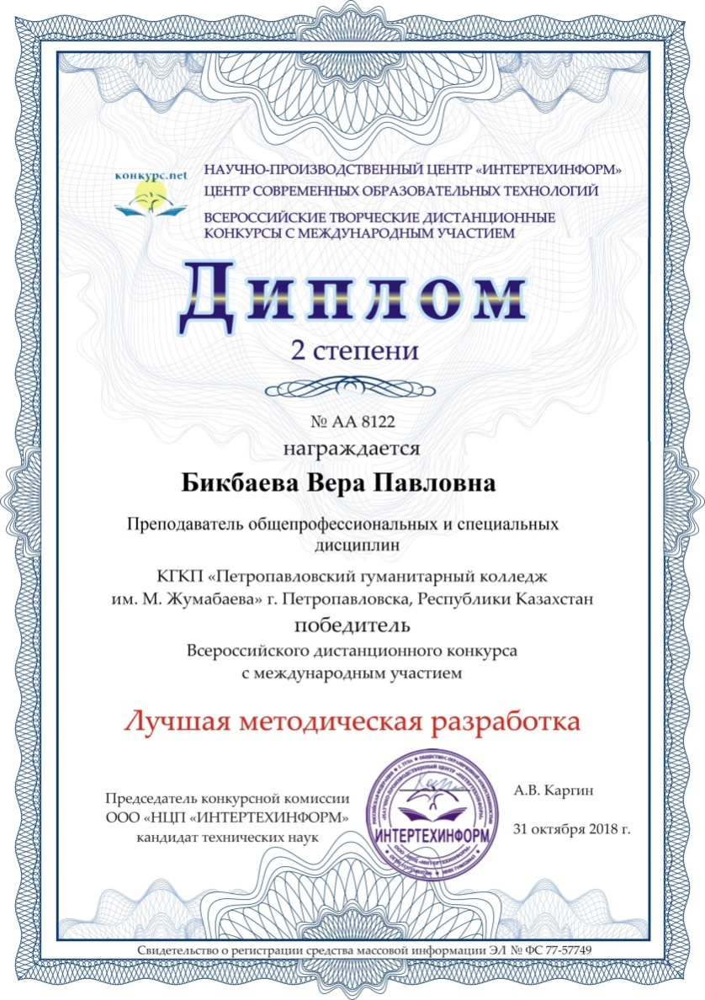 конкурс.net
НАУЧНО-ПРОИЗВОДСТВЕННЫЙ ЦЕНТР «ИНТЕРТЕХИНФОРМ»
ЦЕНТР СОВРЕМЕННЫХ ОБРАЗОВАТЕЛЬНЫХ ТЕХНОЛОГИЙ
ВСЕРОССИЙСКИЕ ТВОРЧЕСКИЕ ДИСТАНЦИОННЫЕ
КОНКУРСЫ С МЕЖДУНАРОДНЫМ УЧАСТИЕМ
Диплом
2 степени
№ АА 8122
награждается
Бикбаева Вера Павловна
Преподаватель общепрофессиональных и специальных
дисциплин
КГКП «Петропавловский гуманитарный колледж
им. М. Жумабаева» г. Петропавловска, Республики Казахстан
победитель
Всероссийского дистанционного конкурса
с международным участием
Лучшая методическая разработка
Председатель конкурсной комиссии
ООО «НЦП «ИНТЕРТЕХИНФОРМ»
кандидат технических наук
ИНТЕРТЕХИНФОРМ
А.В. Каргин
31 октября 2018 г.
Свидетельство о регистрации средства массовой информации ЭЛ № ФС 77-57749